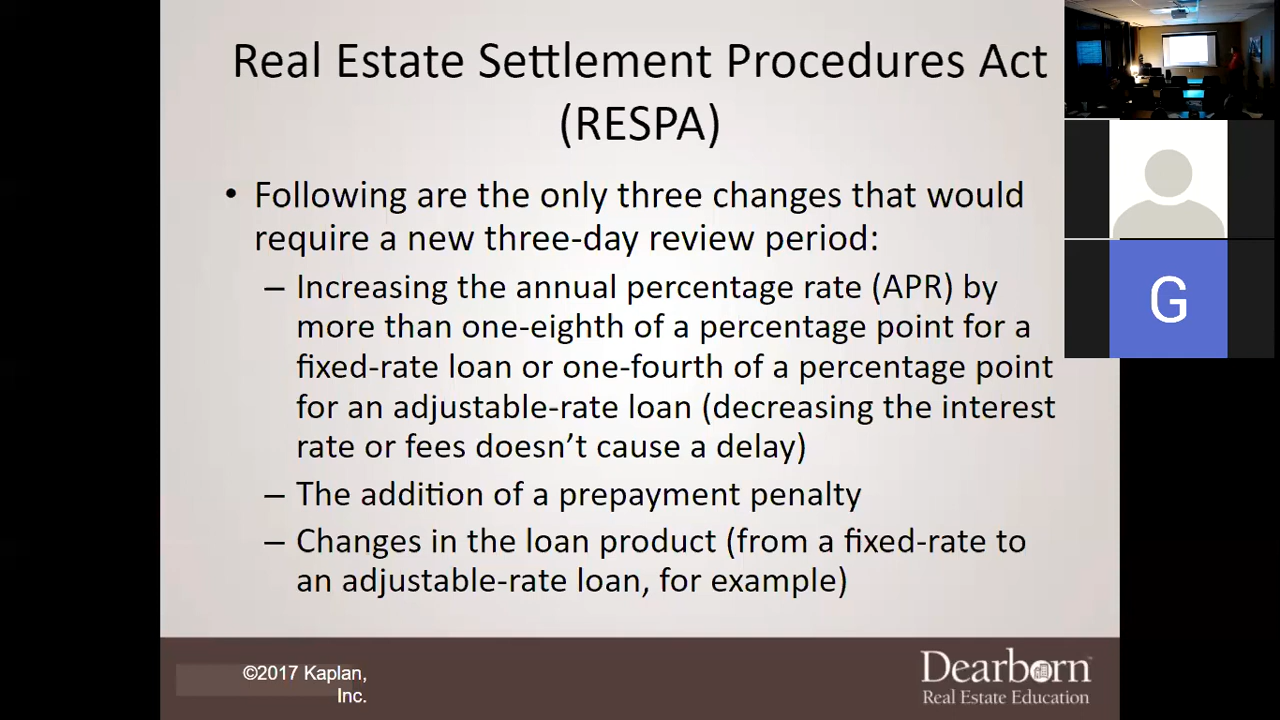 Real Estate Settlement Procedures Act
(RESPA)
• Following are the only three changes that would
require a new three-day review period:
– Increasing the annual percentage rate (APR) by
more than one-eighth of a percentage point for a
fixed-rate loan or one-fourth of a percentage point
for an adjustable-rate loan (decreasing the interest
rate or fees doesn’t cause a delay)
– The addition of a prepayment penalty
– Changes in the loan product (from a fixed-rate to
an adjustable-rate loan, for example)
©2017 Kaplan,
Inc.
Dearborn
Real Estate Education
G